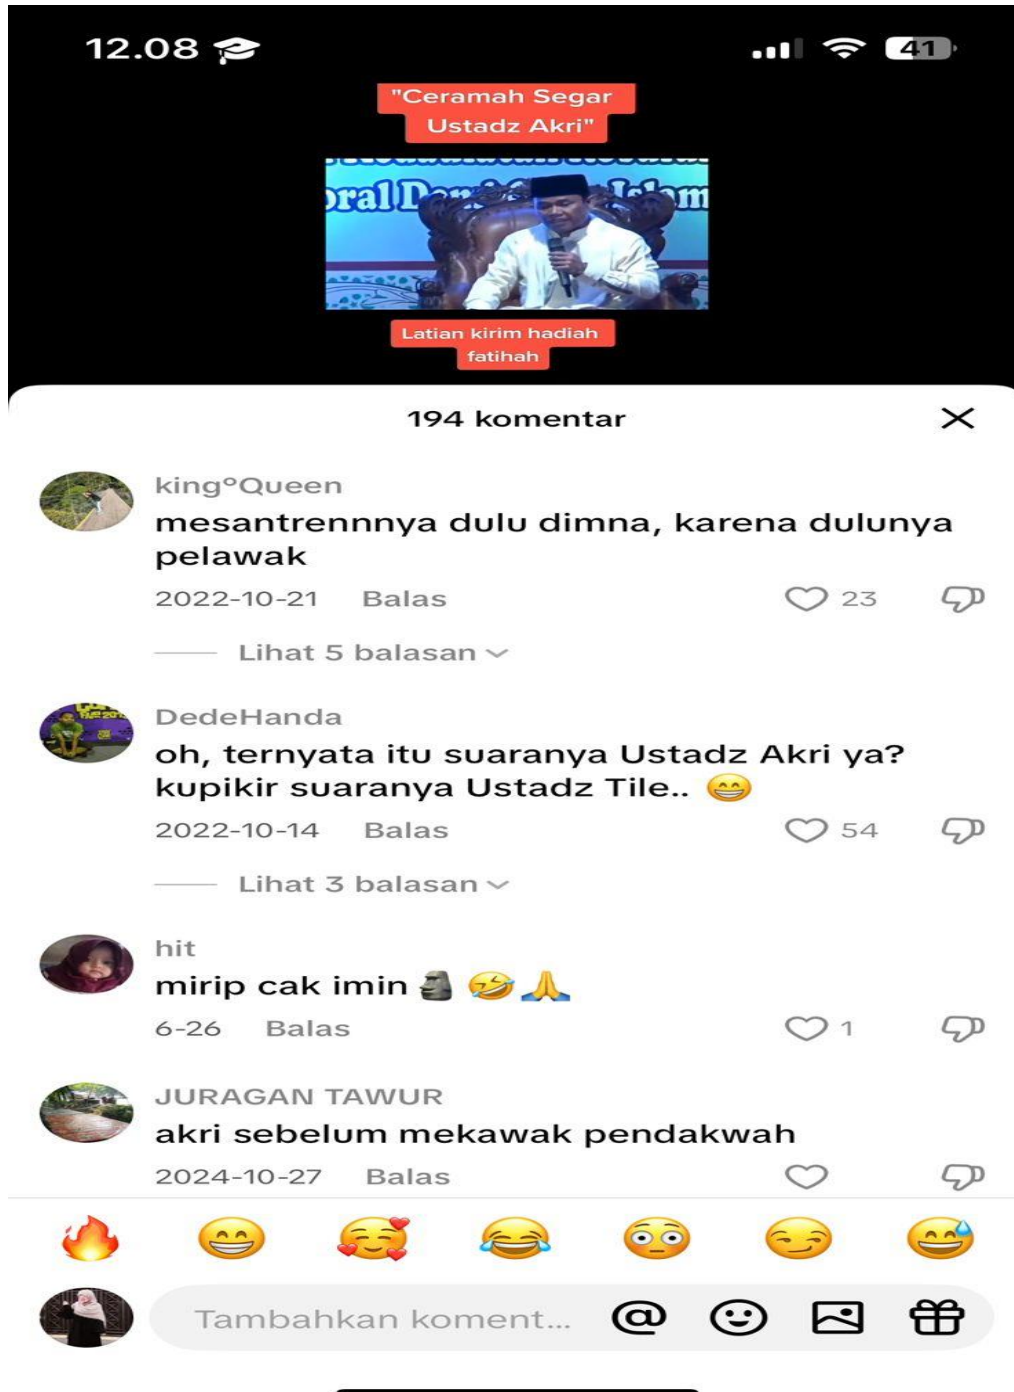 12.08
41
"Ceramah Segar
Ustadz Akri"
Latian kirim hadiah
fatihah
194 komentar
king°Queen
mesantrennnya dulu dimna, karena dulunya
pelawak
2022-10-21 Balas 23
Lihat 5 balasan
DedeHanda
oh, ternyata itu suaranya Ustadz Akri ya?
kupikir suaranya Ustadz Tile.. 😁
2022-10-14 Balas 54
Lihat 3 balasan
hit
mirip cak imin 🗿 🤣 🙏
6-26 Balas 1
JURAGAN TAWUR
akri sebelum mekawak pendakwah
2024-10-27 Balas
Tambahkan koment...